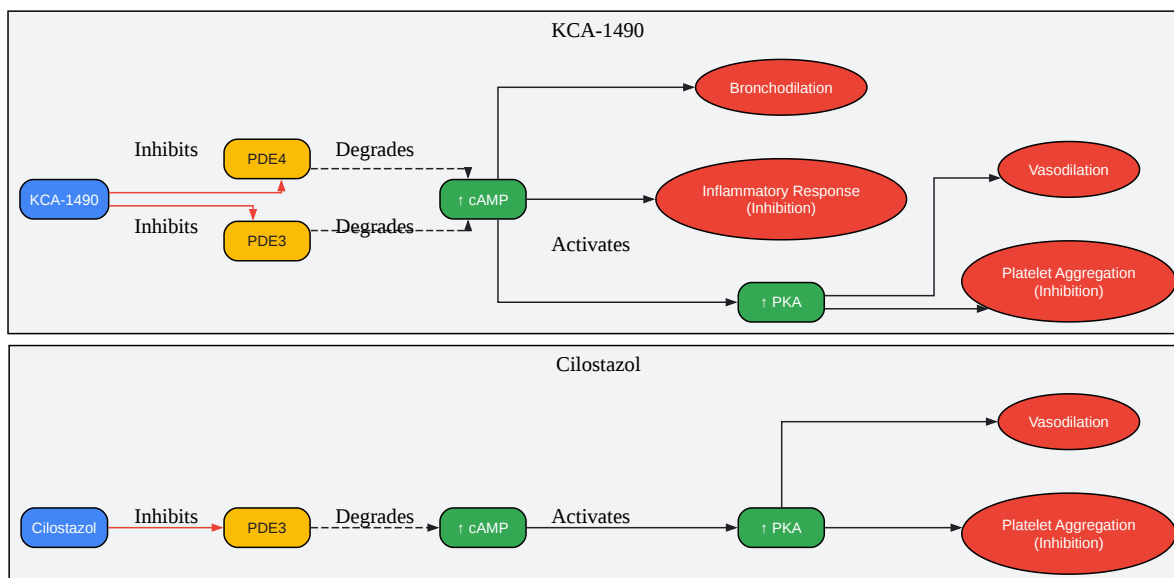 KCA-1490
Bronchodilation
Inhibits
PDE4
Degrades
Vasodilation
KCA-1490
↑ cAMP
Inflammatory Response
(Inhibition)
Inhibits
PDE3
Degrades
Activates
Platelet Aggregation
(Inhibition)
↑ PKA
Cilostazol
Vasodilation
Cilostazol
Inhibits
PDE3
Degrades
↑ cAMP
Activates
↑ PKA
Platelet Aggregation
(Inhibition)